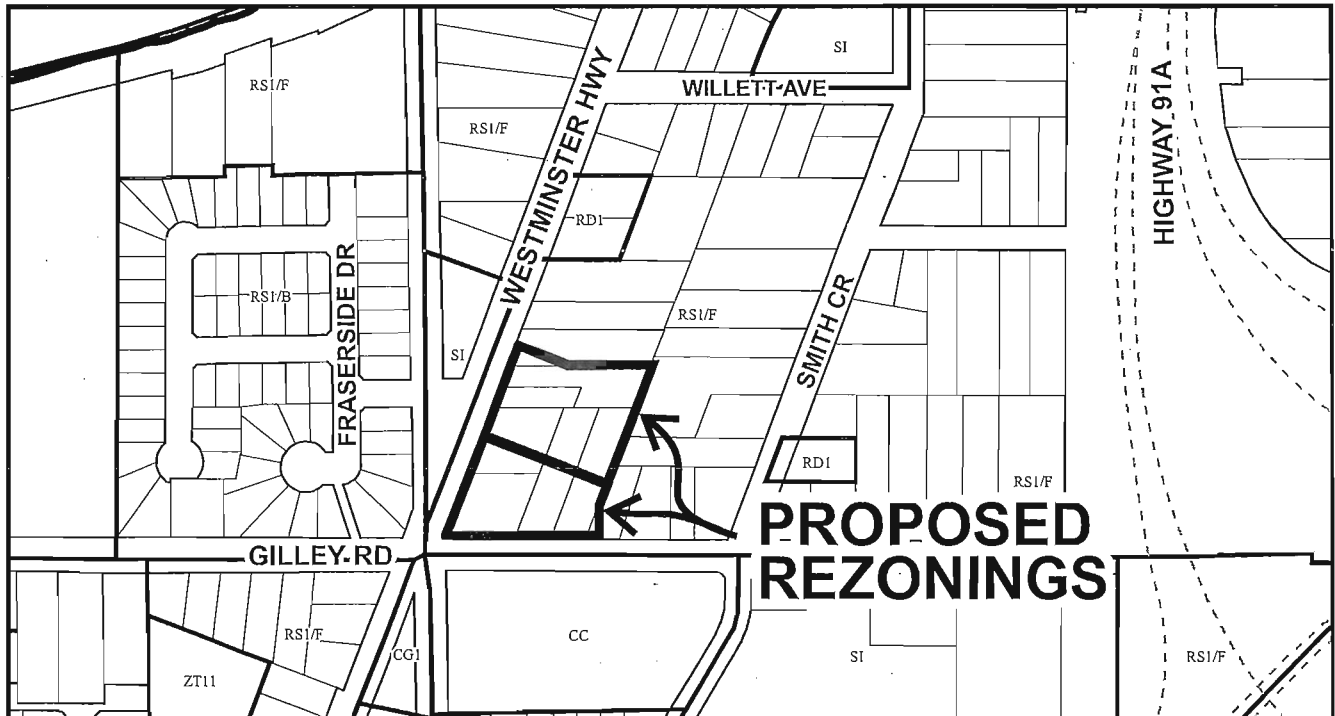 SI
RS1/F
WILLETT AVE
WESTMINSTER HWY
HIGHWAY 91A
RS1/F
RD1
FRASERSIDE DR
RS1/B
RS1/F
SMITH CR
SI
RD1
RS1/F
PROPOSED
REZONINGS
GILLEY RD
RS1/F
CC
CG1
SI
RS1/F
ZT11